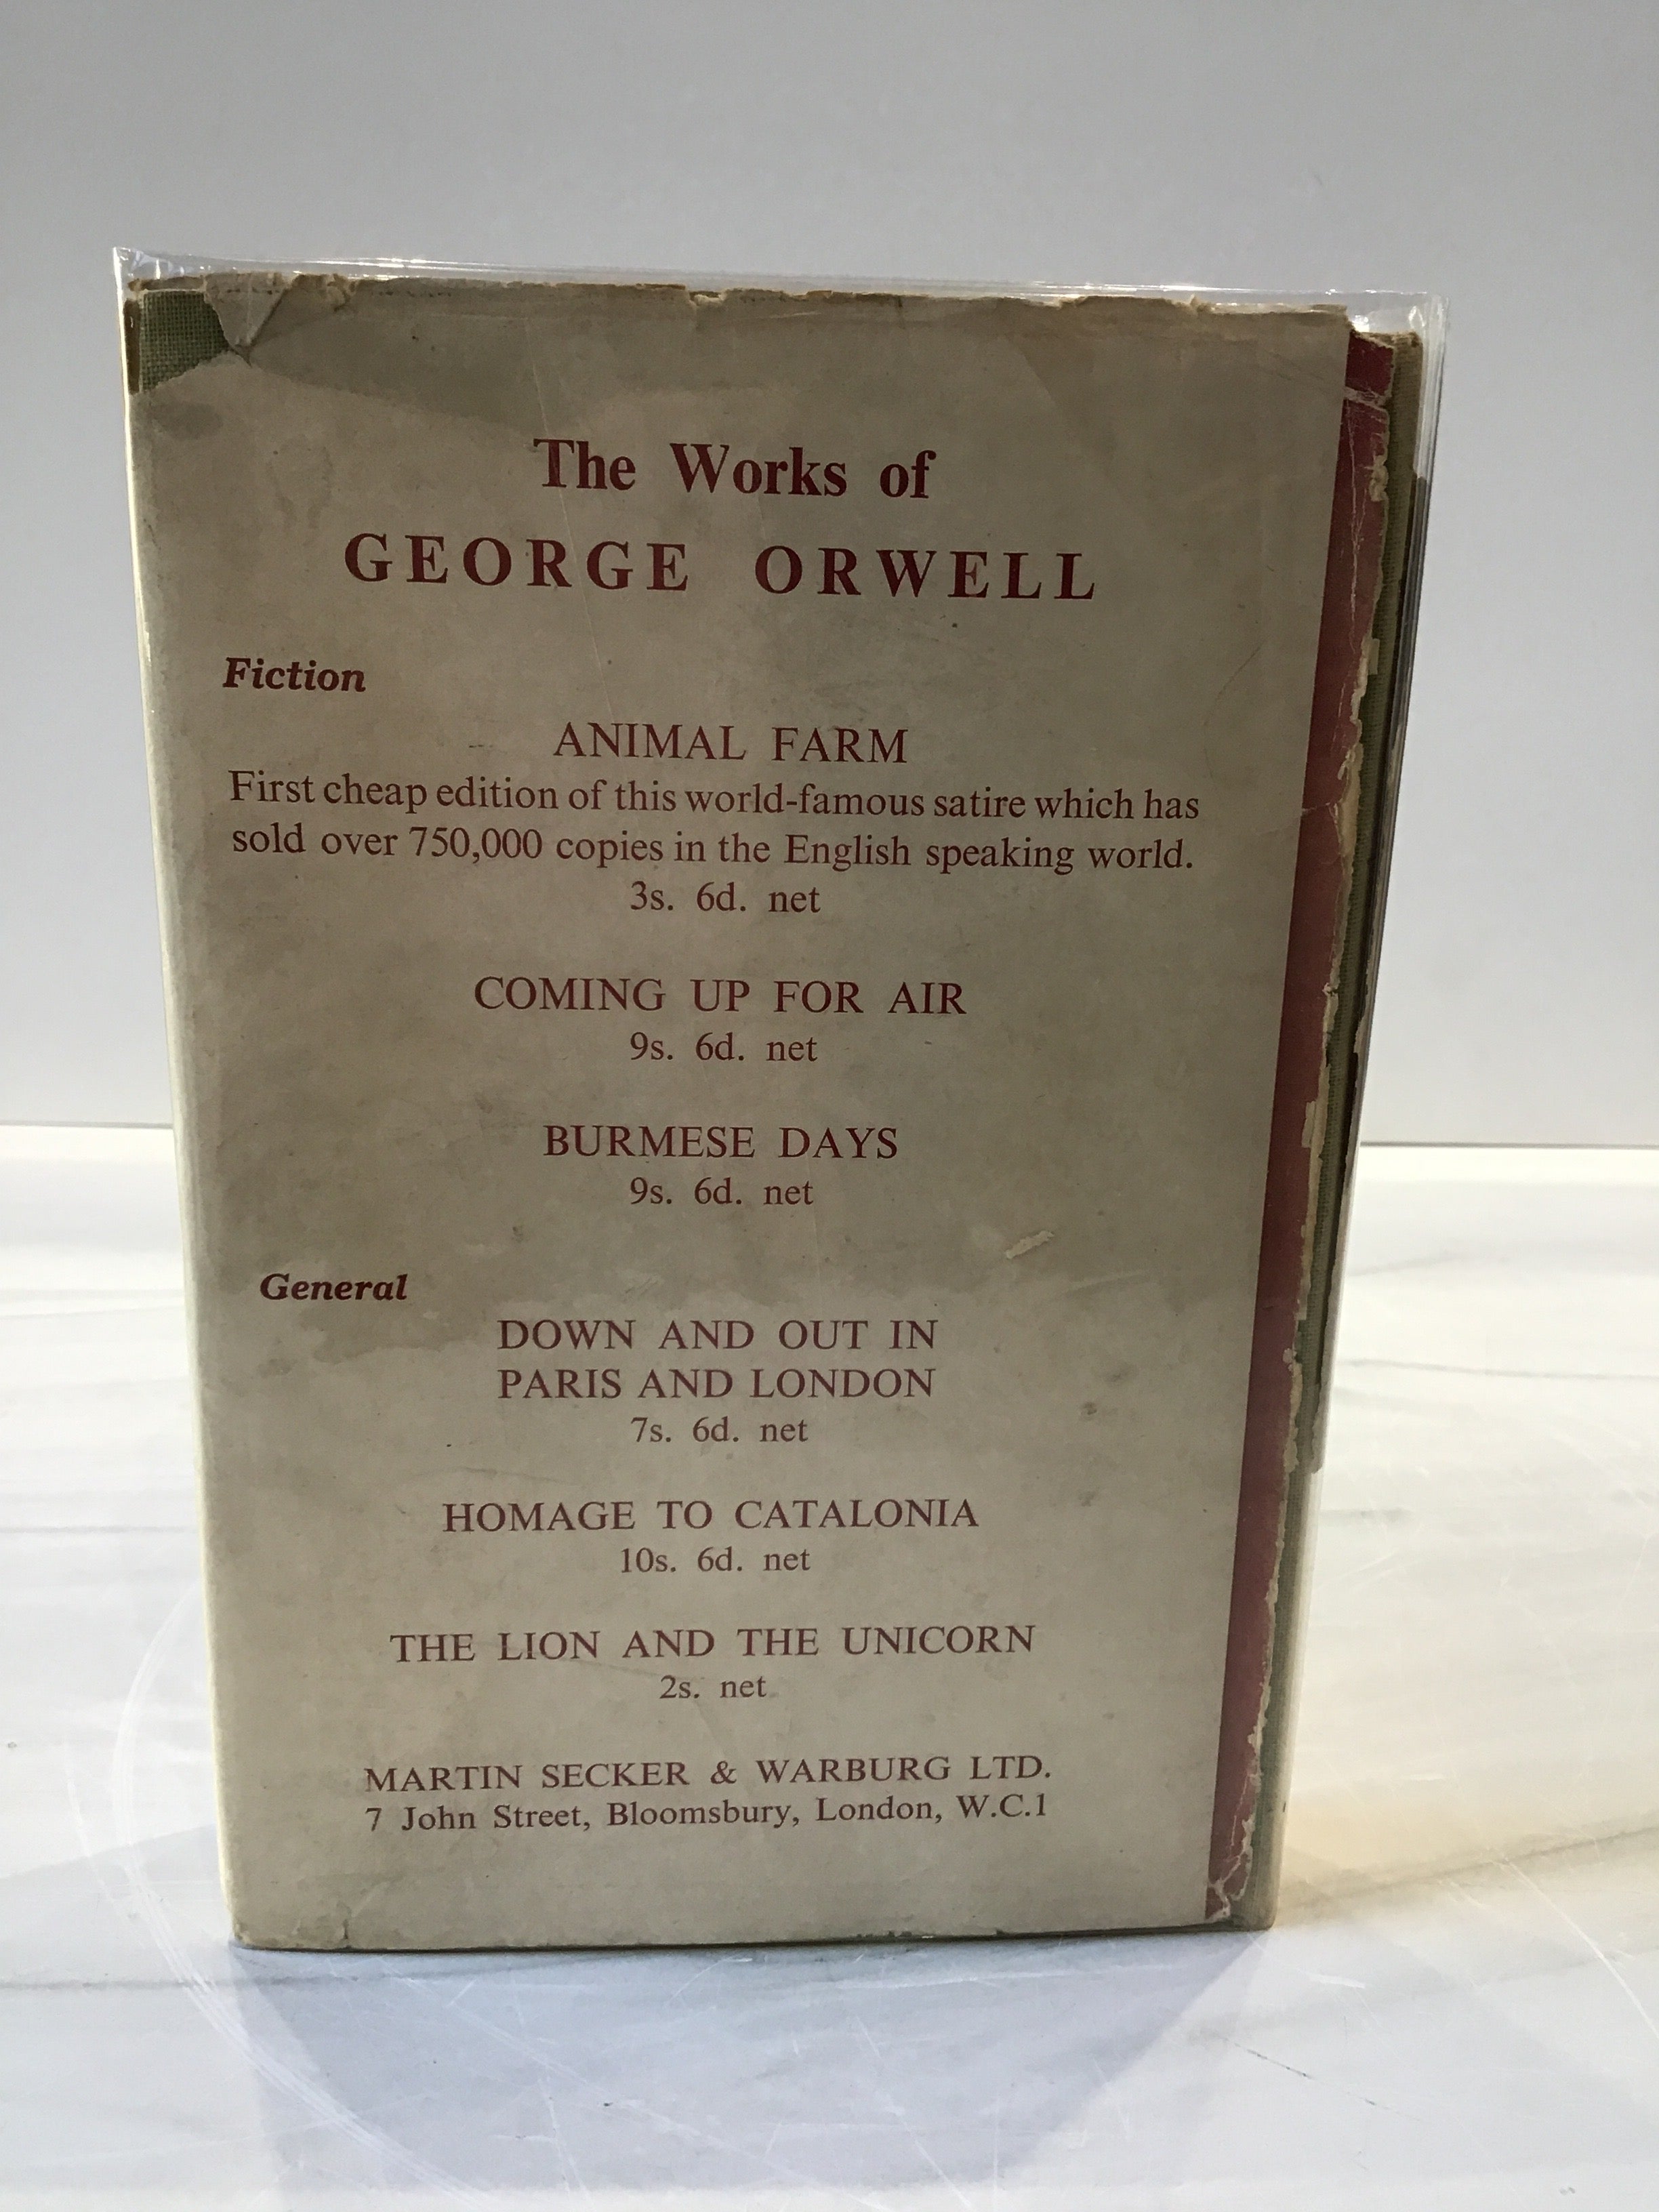 The Works of
GEORGE ORWELL
Fiction
ANIMAL FARM
First cheap edition of this world-famous satire which has
sold over 750,000 copies in the English speaking world.
3s. 6d. net
COMING UP FOR AIR
9s. 6d. net
BURMESE DAYS
9s. 6d. net
General
DOWN AND OUT IN
PARIS AND LONDON
7s. 6d. net
HOMAGE TO CATALONIA
10s. 6d. net
THE LION AND THE UNICORN
2s. net
MARTIN SECKER & WARBURG LTD.
7 John Street, Bloomsbury, London, W.C.1